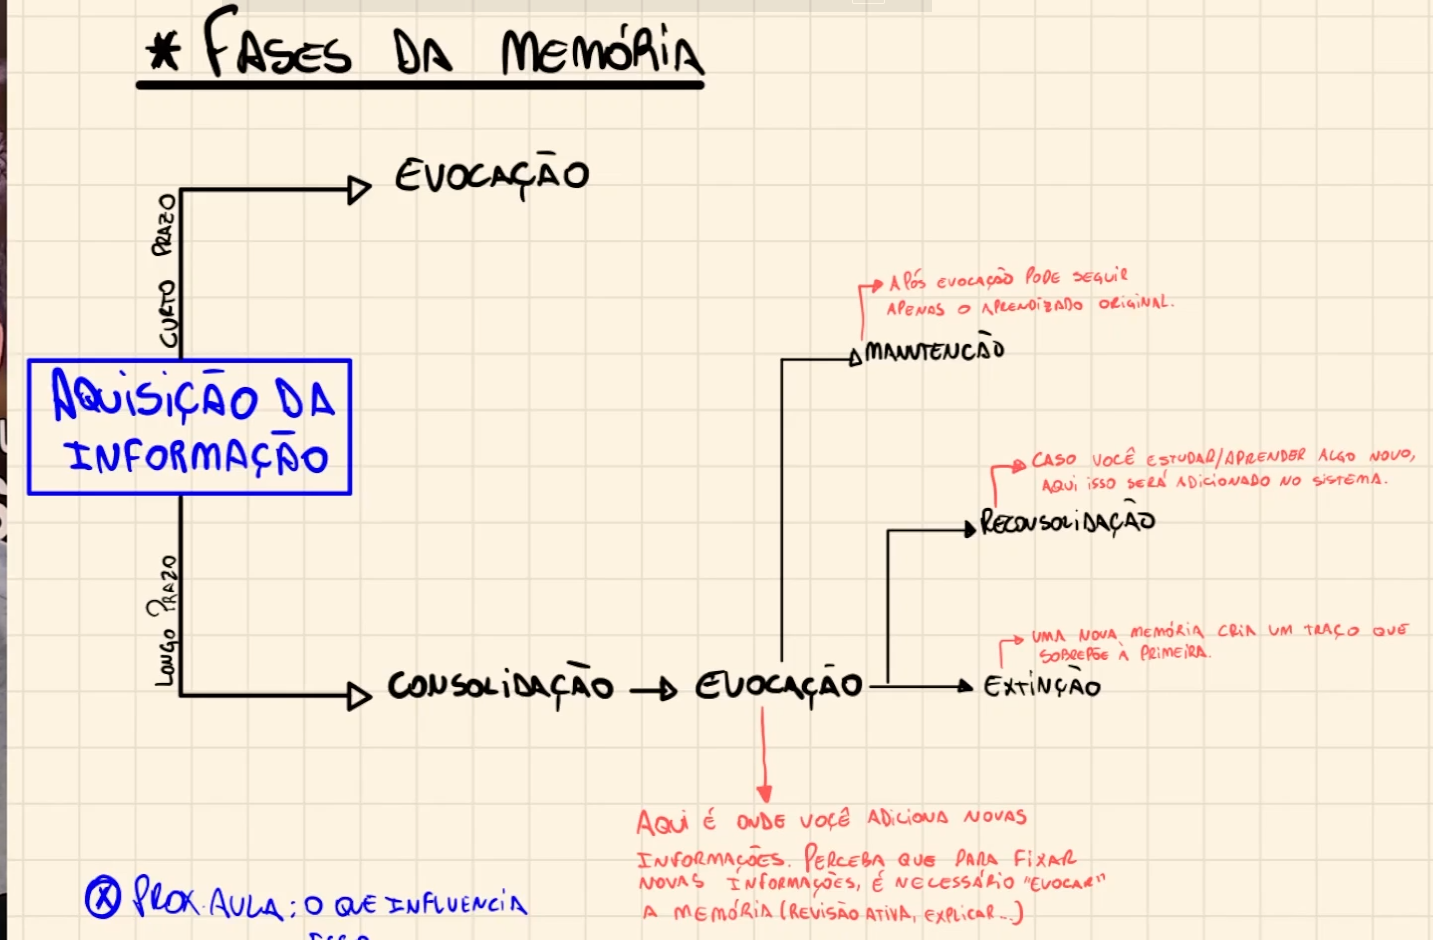 * FASES DA MEMÓRIA
EVOCAÇÃO
CURTO PRAZO
AQUISIÇÃO DA
INFORMAÇÃO
LONGO PRAZO
CONSOLIDAÇÃO
EVOCAÇÃO
APÓS EVOCAÇÃO PODE SEGUIR
APENAS O APRENDIZADO ORIGINAL.
MANUTENCÃO
CASO VOCÊ ESTUDAR/APRENDER ALGO NOVO,
AQUI ISSO SERÁ ADICIONADO NO SISTEMA.
RECONSOLIDAÇÃO
UMA NOVA MEMÓRIA CRIA UM TRAÇO QUE
SOBREPÕE À PRIMEIRA.
EXTINÇÃO
AQUI É ONDE VOÇÊ ADICIONA NOVAS
INFORMAÇÕES. PERCEBA QUE PARA FIXAR
NOVAS INFORMAÇÕES, É NECESSÁRIO "EVOCAR"
A MEMÓRIA (REVISÃO ATIVA, EXPLICAR...)
X PROX. AULA: O QUE INFLUENCIA